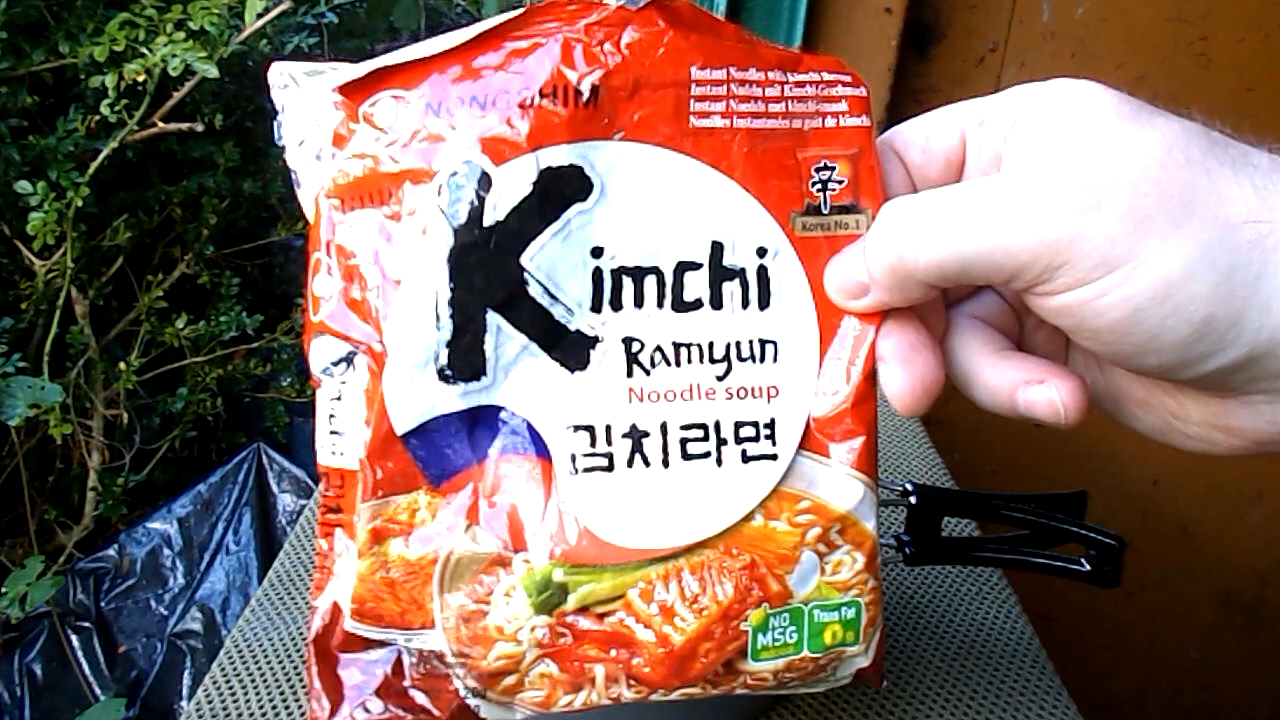 NONGSHIM
Instant Noodles with Kimchi flavour
Instant Nudeln mit Kimchi-Geschmack
Instant Noedels met kimchi-smaak
Nouilles Instantanées au goût de Kimchi
辛
Korea No.1
Kimchi
Ramyun
Noodle soup
김치라면
NO
MSG
Trans Fat
g